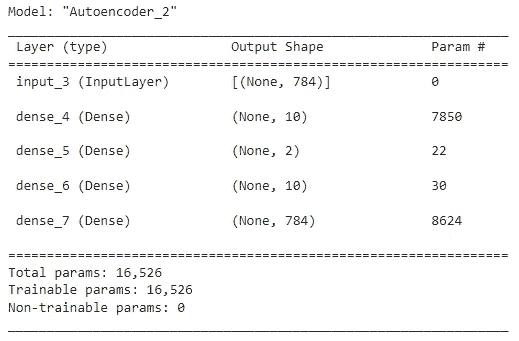 Model: "Autoencoder_2"
Layer (type) Output Shape Param #
input_3 (InputLayer) [(None, 784)] 0
dense_4 (Dense) (None, 10) 7850
dense_5 (Dense) (None, 2) 22
dense_6 (Dense) (None, 10) 30
dense_7 (Dense) (None, 784) 8624
Total params: 16,526
Trainable params: 16,526
Non-trainable params: 0